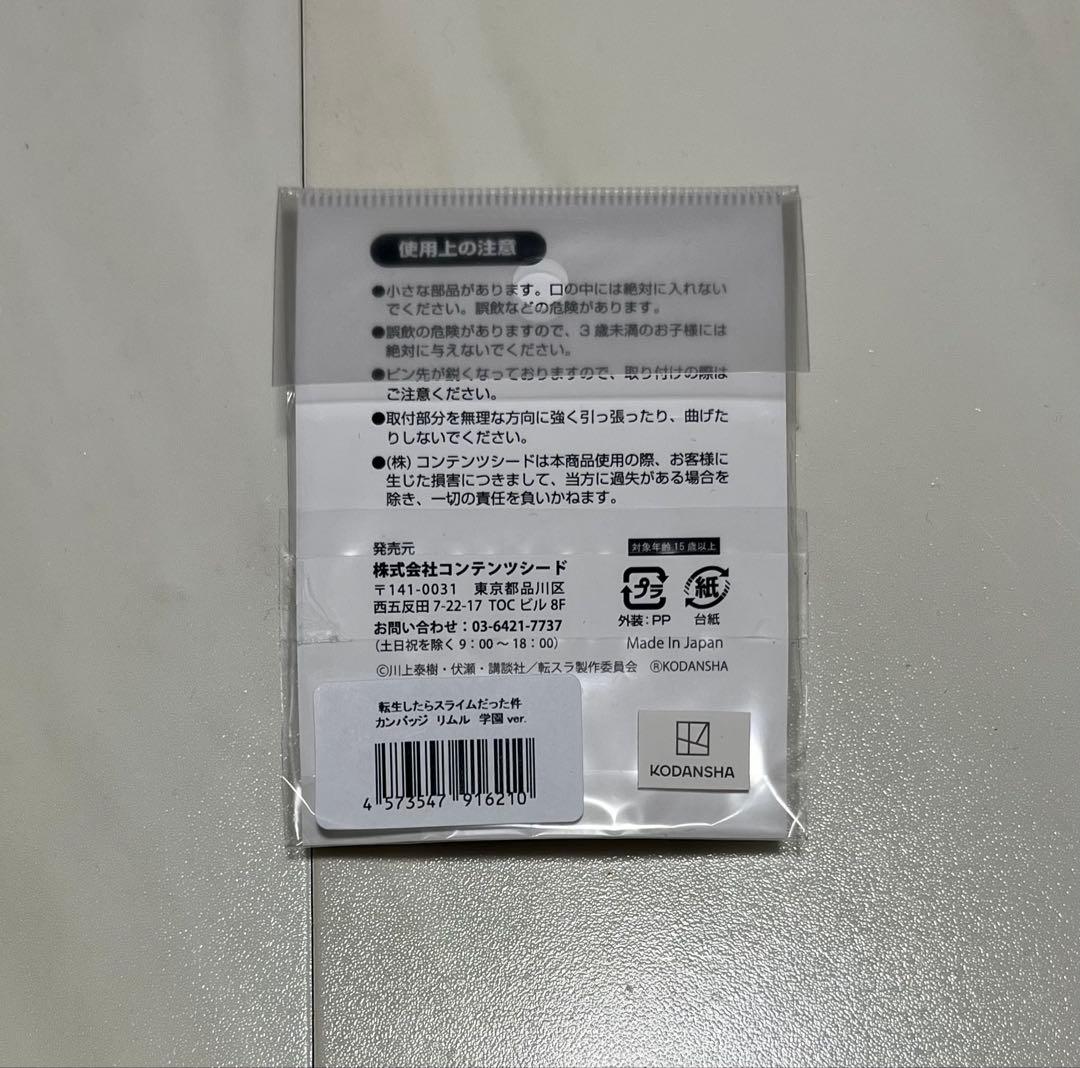 使用上の注意
●小さな部品があります。口の中には絶対に入れない
でください。誤飲などの危険があります。
●誤飲の危険がありますので、3歳未満のお子様には
絶対に与えないでください。
●ピン先が鋭くなっておりますので、取り付けの際は
ご注意ください。
●取付部分を無理な方向に強く引っ張ったり、曲げた
りしないでください。
●(株)コンテンツシードは本商品使用の際、お客様に
生じた損害につきまして、当方に過失がある場合を
除き、一切の責任を負いかねます。
発売元
株式会社コンテンツシード
〒141-0031 東京都品川区
西五反田 7-22-17 TOC ビル 8F
お問い合わせ：03-6421-7737
(土日祝を除く 9：00～18：00)
対象年齢15歳以上
プラ 紙
外装：PP 台紙
Made In Japan
©川上泰樹・伏瀬・講談社／転スラ製作委員会 ®KODANSHA
転生したらスライムだった件
カンバッジ リムル 学園 ver.
4 573547 916210
KODANSHA